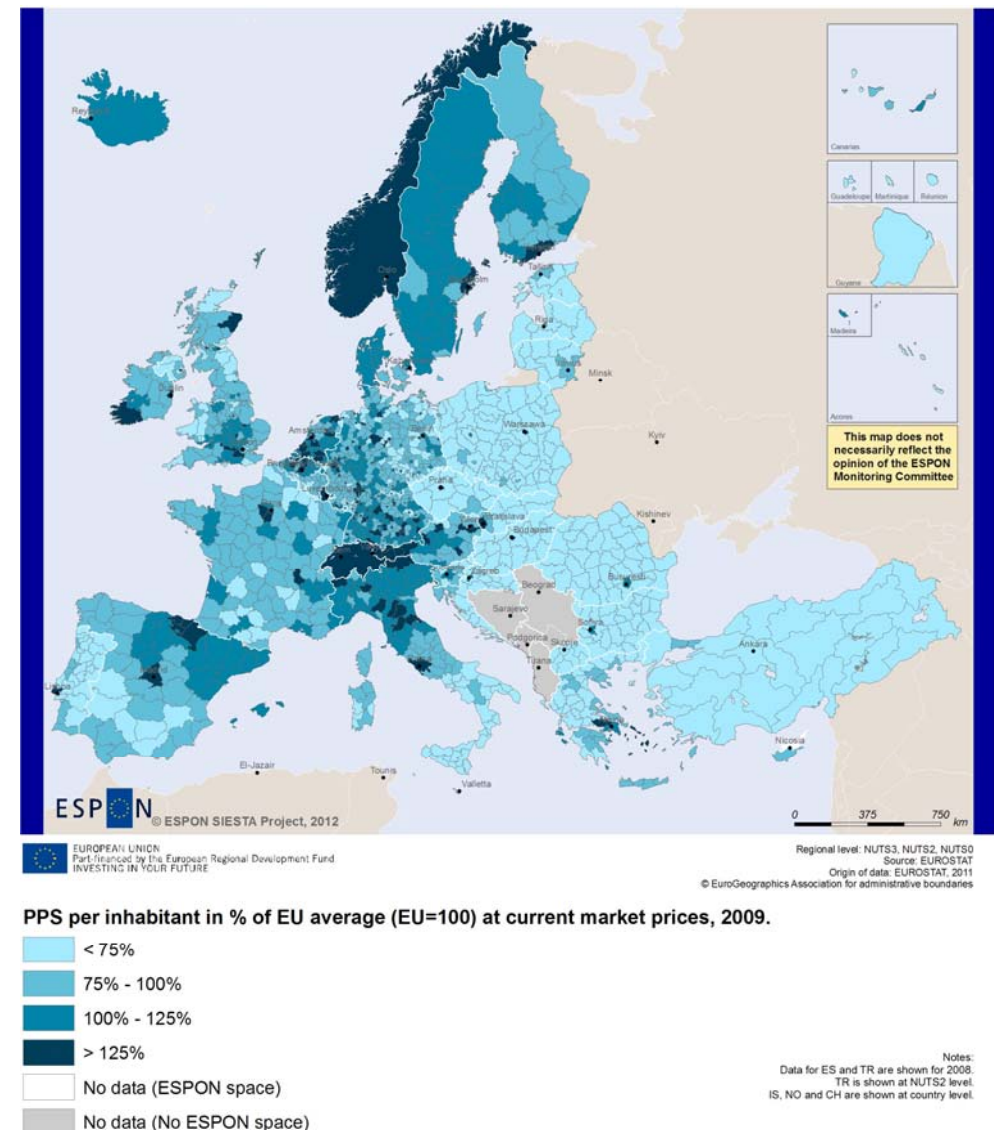 Reykjavik
Canarias
Guadeloupe
Martinique
Réunion
Guyane
Madeira
Acores
This map does not
necessarily reflect the
opinion of the ESPON
Monitoring Committee
Oslo
Tallinn
Riga
Minsk
Dublin
Warszawa
Kyiv
Praha
Kishinev
Bratislava
Budapest
Zagreb
Beograd
Bucuresti
Sarajevo
Podgorica
Skopje
Sofia
Tirana
Ankara
Lisboa
Nicosia
El-Jazair
Tounis
Valletta
ESPON
© ESPON SIESTA Project, 2012
0 375 750
km
EUROPEAN UNION
Part-financed by the European Regional Development Fund
INVESTING IN YOUR FUTURE
Regional level: NUTS3, NUTS2, NUTS0
Source: EUROSTAT
Origin of data: EUROSTAT, 2011
© EuroGeographics Association for administrative boundaries
PPS per inhabitant in % of EU average (EU=100) at current market prices, 2009.
< 75%
75% - 100%
100% - 125%
> 125%
No data (ESPON space)
No data (No ESPON space)
Notes:
Data for ES and TR are shown for 2008.
TR is shown at NUTS2 level.
IS, NO and CH are shown at country level.